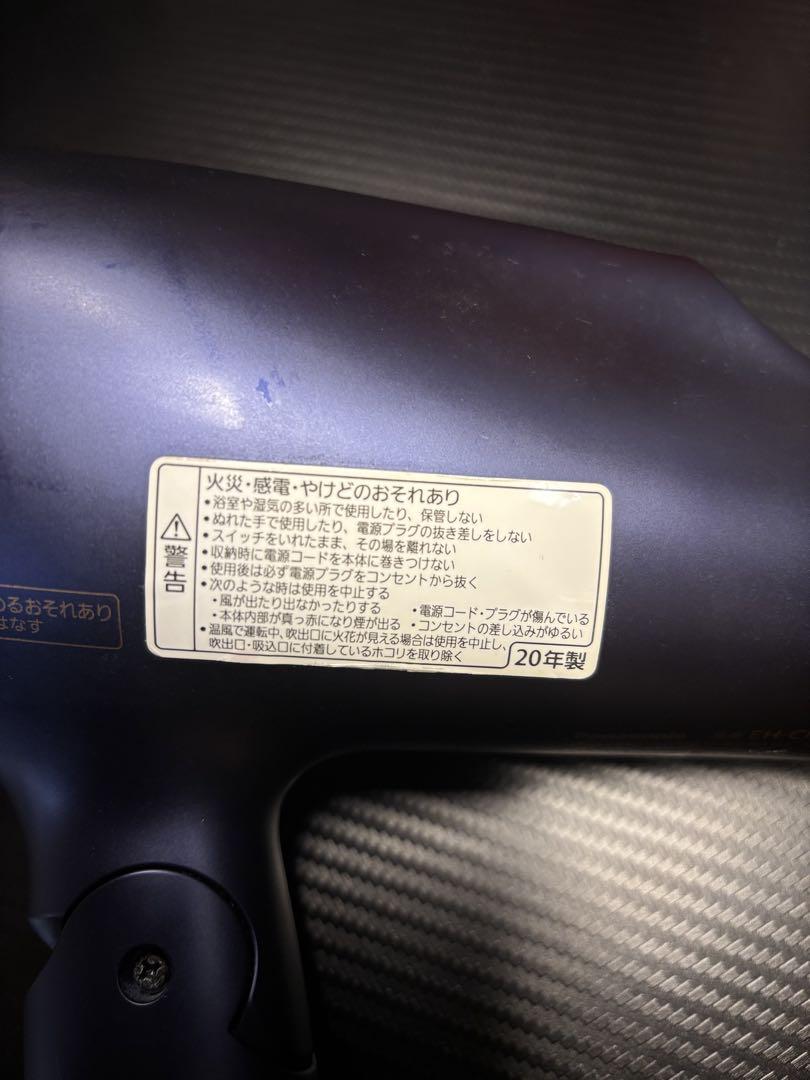 警告
火災・感電・やけどのおそれあり
•浴室や湿気の多い所で使用したり、保管しない
•ぬれた手で使用したり、電源プラグの抜き差しをしない
•スイッチをいれたまま、その場を離れない
•収納時に電源コードを本体に巻きつけない
•使用後は必ず電源プラグをコンセントから抜く
•次のような時は使用を中止する
・風が出たり出なかったりする
・電源コード・プラグが傷んでいる
・本体内部が真っ赤になり煙が出る
・コンセントの差し込みがゆるい
•温風で運転中、吹出口に火花が見える場合は使用を中止し、
吹出口・吸込口に付着しているホコリを取り除く
20年製
るおそれあり
はなす
EH-C